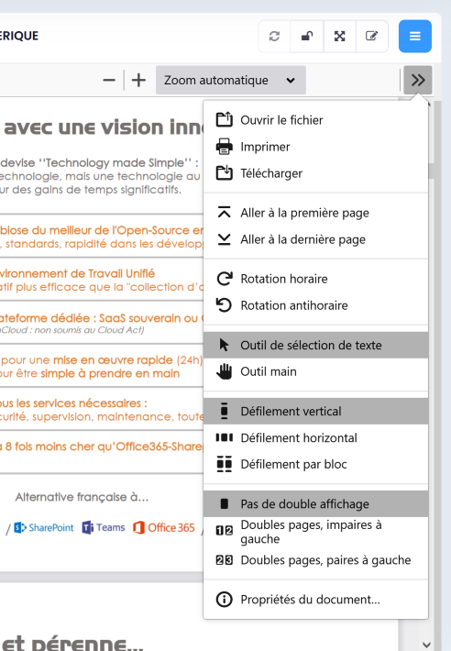 ERIQUE
Zoom automatique
avec une vision inn
devise ‘‘Technology made Simple’’ :
echnologie, mais une technologie au
ur des gains de temps significatifs.
biose du meilleur de l'Open-Source en
, standards, rapidité dans les dévelop
vironnement de Travail Unifié
atif plus efficace que la "collection d’a
ateforme dédiée : SaaS souverain ou
Cloud : non soumis au Cloud Act)
pour une mise en œuvre rapide (24h)
our être simple à prendre en main
ous les services nécessaires :
curité, supervision, maintenance, toute
à 8 fois moins cher qu’Office365-Share
Alternative française à…
/ SharePoint Teams Office 365 /
et pérenne…
Ouvrir le fichier
Imprimer
Télécharger
Aller à la première page
Aller à la dernière page
Rotation horaire
Rotation antihoraire
Outil de sélection de texte
Outil main
Défilement vertical
Défilement horizontal
Défilement par bloc
Pas de double affichage
Doubles pages, impaires à
gauche
Doubles pages, paires à gauche
Propriétés du document…